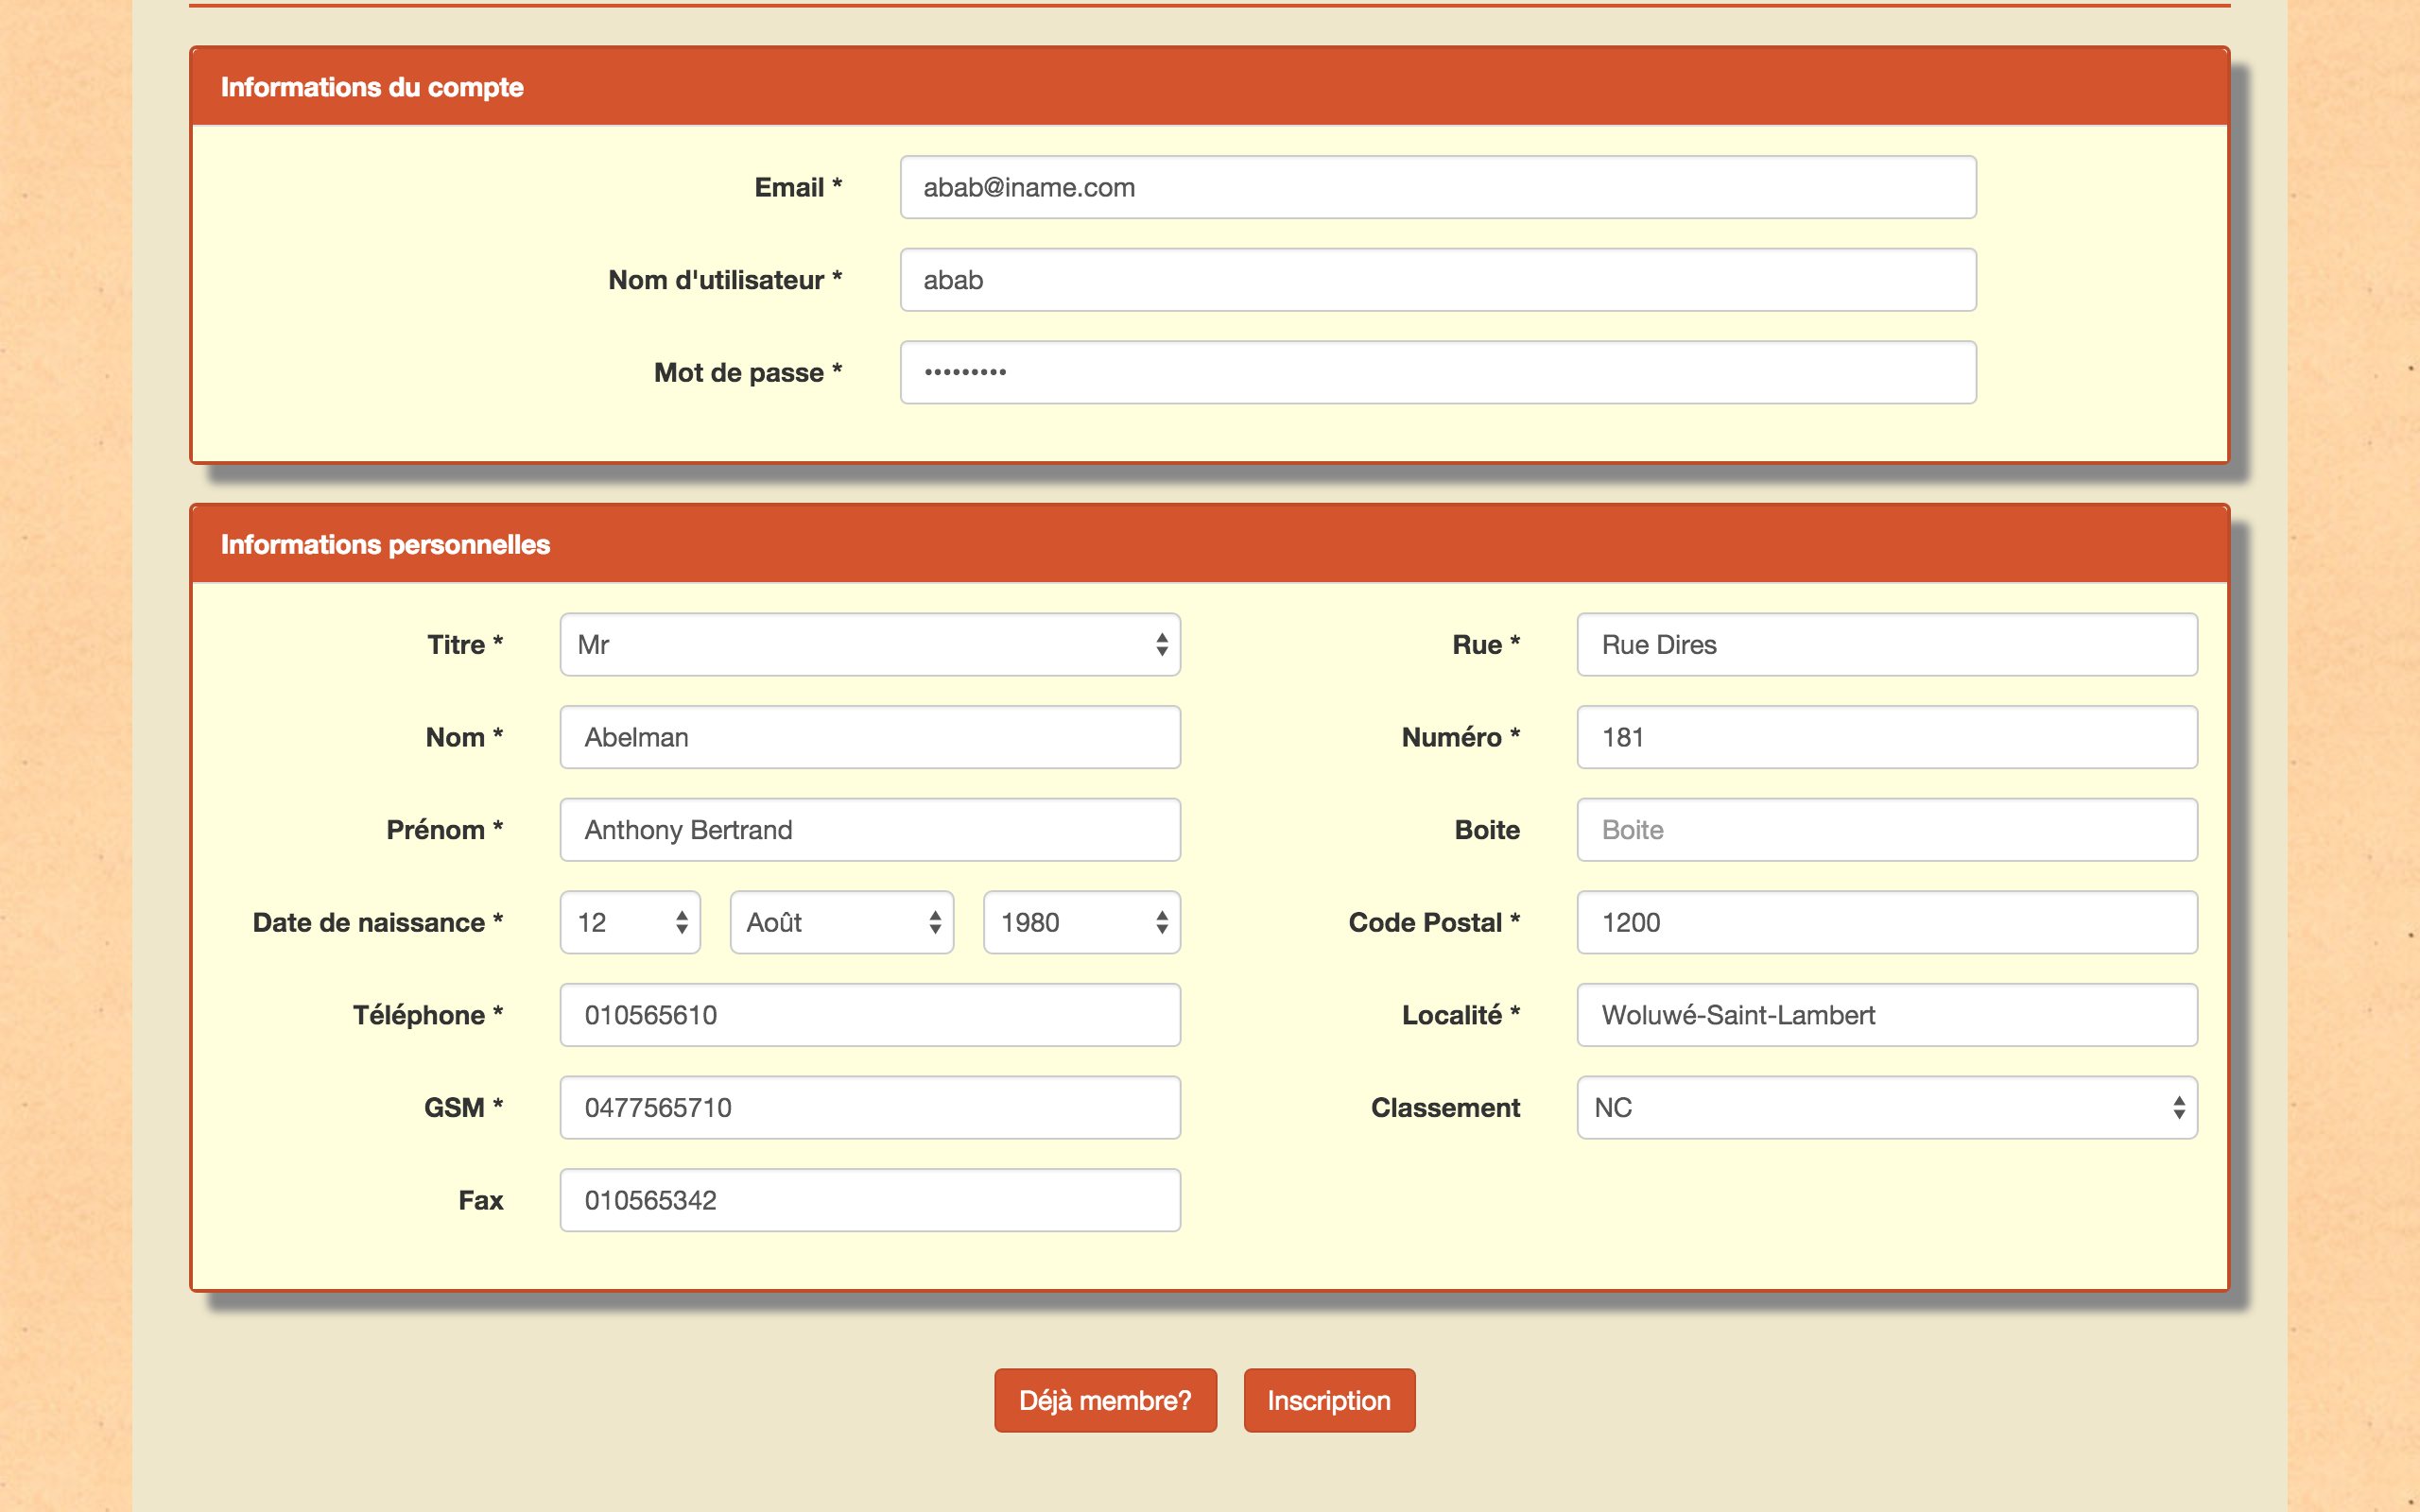 Informations du compte
Email * abab@iname.com
Nom d'utilisateur * abab
Mot de passe * •••••••••
Informations personnelles
Titre * Mr
Nom * Abelman
Prénom * Anthony Bertrand
Date de naissance * 12 Août 1980
Téléphone * 010565610
GSM * 0477565710
Fax 010565342
Rue * Rue Dires
Numéro * 181
Boite Boite
Code Postal * 1200
Localité * Woluwé-Saint-Lambert
Classement NC
Déjà membre? Inscription